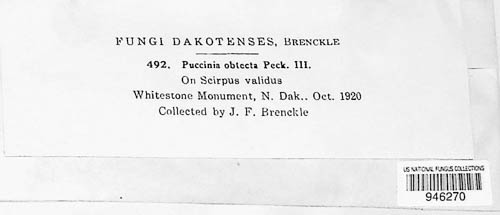 FUNGI DAKOTENSES, BRENCKLE
492. Puccinia obtecta Peck. III.
On Scirpus validus
Whitestone Monument, N. Dak.. Oct. 1920
Collected by J. F. Brenckle
US NATIONAL FUNGUS COLLECTIONS
946270